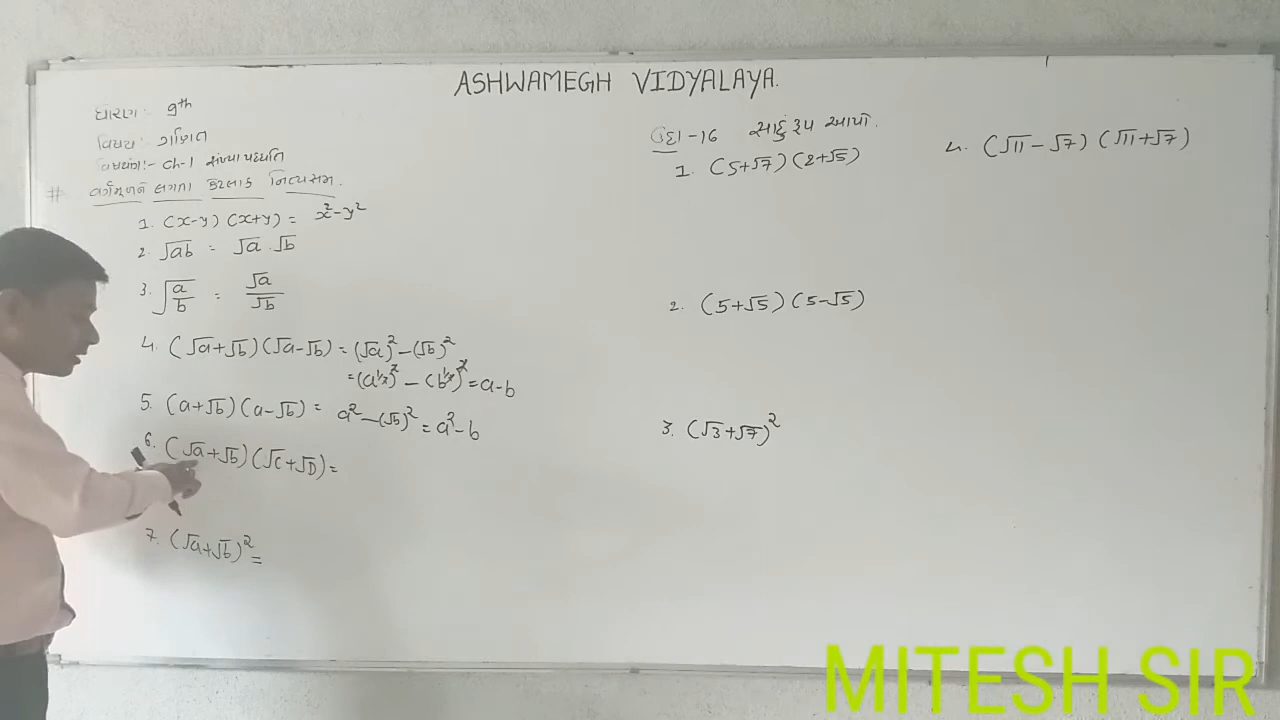 ASHWAMEGH VIDYALAYA.
ધોરણ:- 9th
વિષય:- ગણિત
વિષયાંગ:- ch-1 સંખ્યા પદ્ધતિ
# વર્ગમૂળને લગતા કેટલાક નિત્યસમ.
1. (x-y) (x+y) = x²-y²
2. √ab = √a . √b
3. √(a/b) = √a/√b
4. (√a+√b)(√a-√b) = (√a)²-(√b)²
= (a^1/2)² - (b^1/2)² = a-b
5. (a+√b)(a-√b) = a²-(√b)² = a²-b
6. (√a+√b)(√c+√D) =
7. (√a+√b)² =
ઉદા-16 સાદું રૂપ આપો.
1. (5+√7)(2+√5)
2. (5+√5)(5-√5)
3. (√3+√7)²
4. (√11-√7) (√11+√7)
MITESH SIR